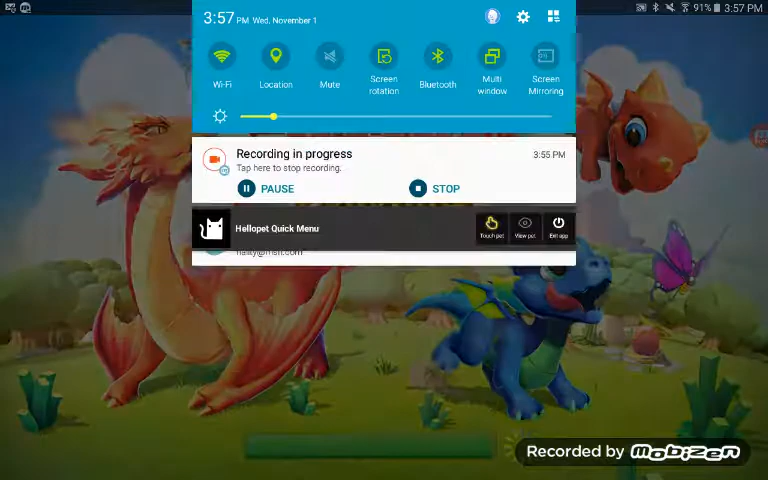 3:57 PM Wed, November 1
91% 3:57 PM
Wi-Fi
Location
Mute
Screen rotation
Bluetooth
Multi window
Screen Mirroring
Recording in progress
3:55 PM
Tap here to stop recording.
PAUSE
STOP
Hellopet Quick Menu
Touch pet
View pet
Exit app
Recorded by Mobizen